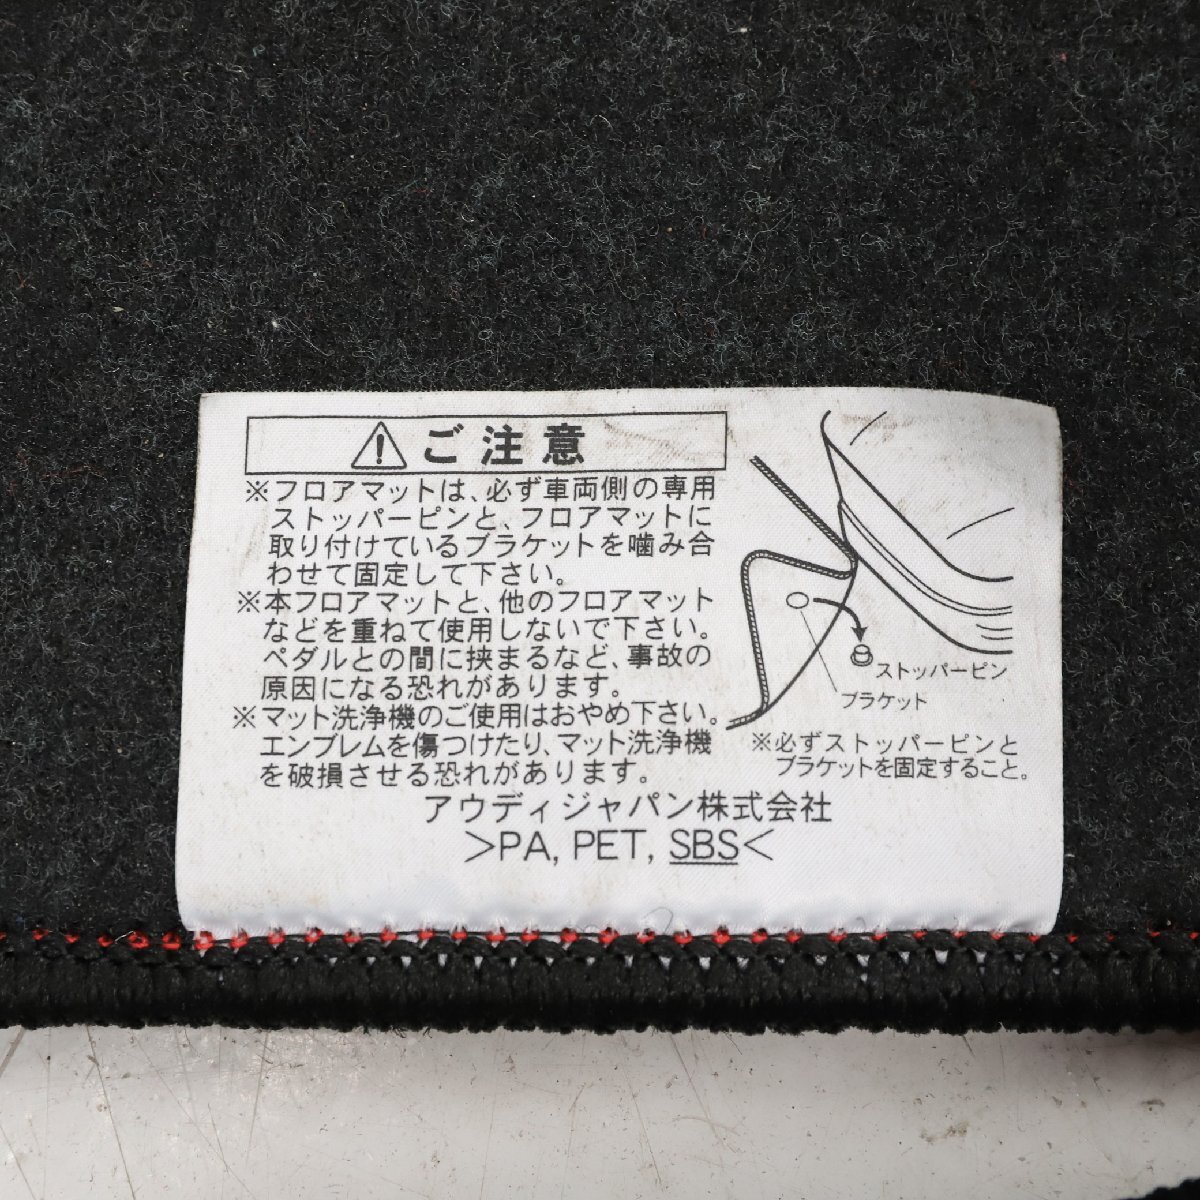 ご注意
※フロアマットは、必ず車両側の専用
ストッパーピンと、フロアマットに
取り付けているブラケットを噛み合
わせて固定して下さい。
※本フロアマットと、他のフロアマット
などを重ねて使用しないで下さい。
ペダルとの間に挟まるなど、事故の
原因になる恐れがあります。
※マット洗浄機のご使用はおやめ下さい。
エンブレムを傷つけたり、マット洗浄機
を破損させる恐れがあります。
ストッパーピン
ブラケット
※必ずストッパーピンと
ブラケットを固定すること。
アウディジャパン株式会社
>PA, PET, SBS<